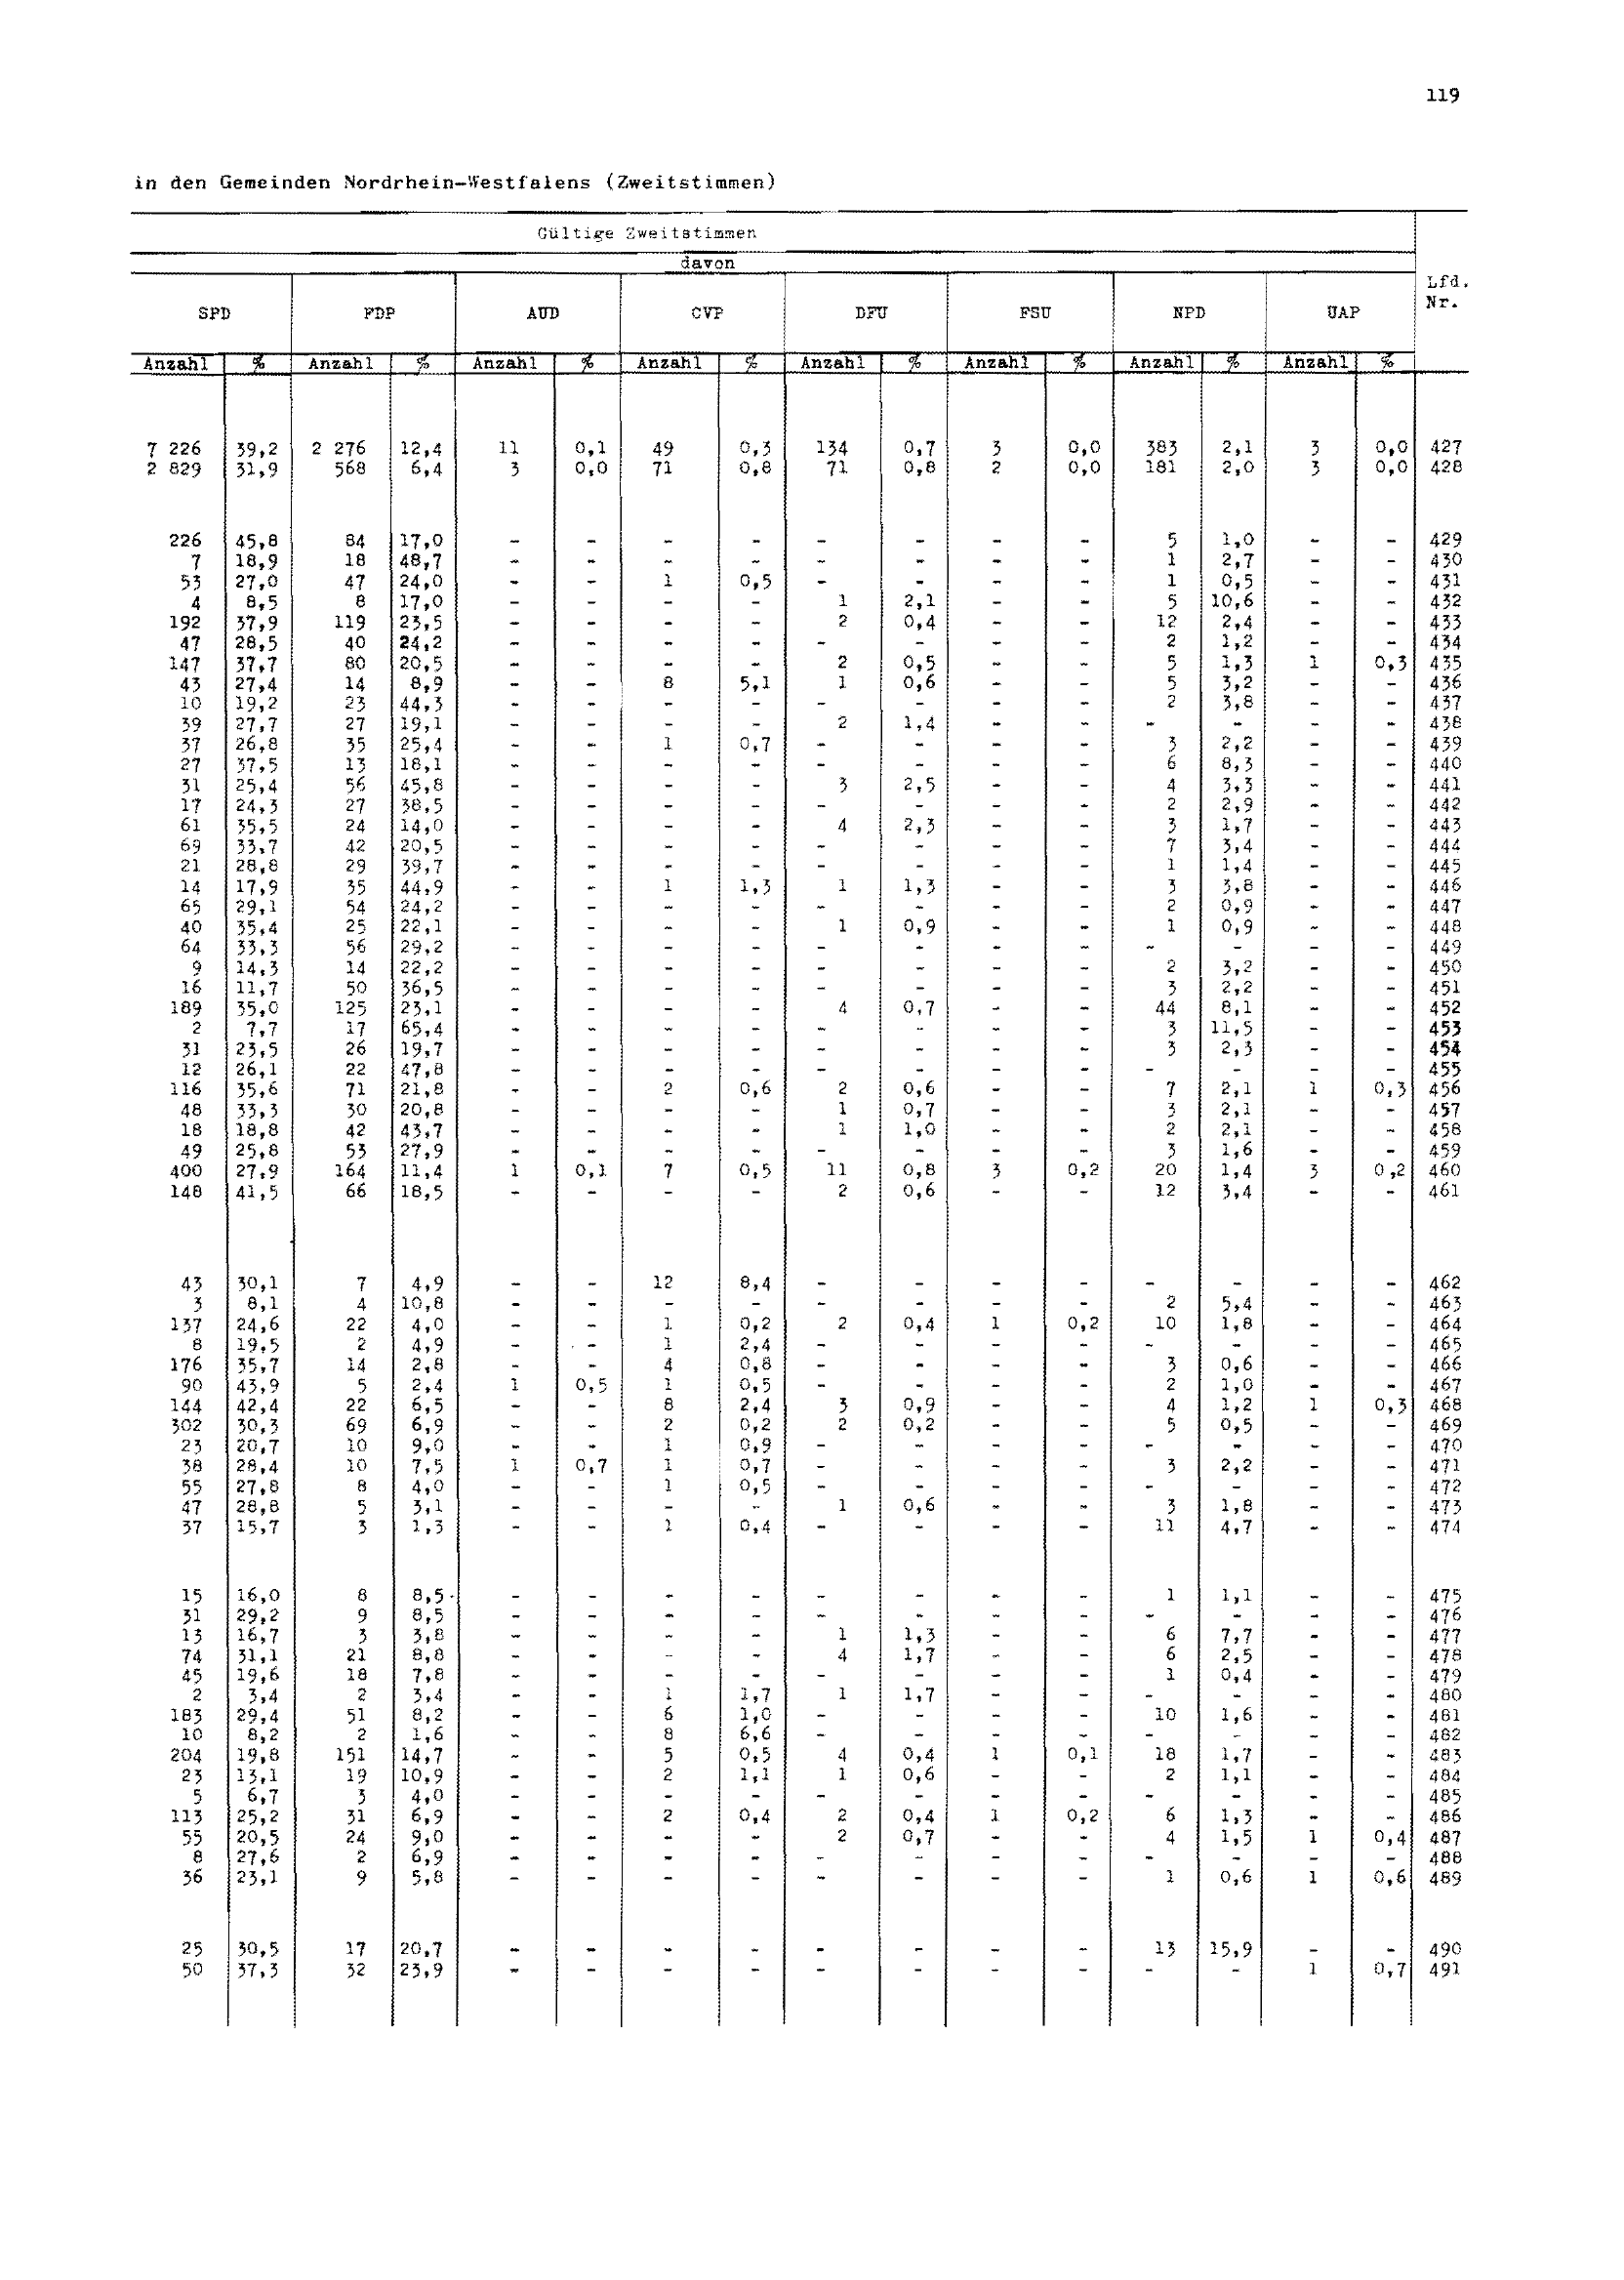 119
in den Gemeinden Nordrhein-Westfalens (Zweitstimmen)
Gültige Zweitstimmen
davon
Lfd.
Nr.
SPD FDP AUD CVP DFU FSU NPD UAP
Anzahl % Anzahl % Anzahl % Anzahl % Anzahl % Anzahl % Anzahl % Anzahl %
7 226 39,2 2 276 12,4 11 0,1 49 0,3 134 0,7 3 0,0 383 2,1 3 0,0 427
2 829 31,9 568 6,4 3 0,0 71 0,8 71 0,8 2 0,0 181 2,0 3 0,0 428
226 45,8 84 17,0 - - - - - - - - 5 1,0 - - 429
7 18,9 18 48,7 - - - - - - - - 1 2,7 - - 430
53 27,0 47 24,0 - - 1 0,5 - - - - 1 0,5 - - 431
4 8,5 8 17,0 - - - - 1 2,1 - - 5 10,6 - - 432
192 37,9 119 23,5 - - - - 2 0,4 - - 12 2,4 - - 433
47 28,5 40 24,2 - - - - - - - - 2 1,2 - - 434
147 37,7 80 20,5 - - - - 2 0,5 - - 5 1,3 1 0,3 435
43 27,4 14 8,9 - - 8 5,1 1 0,6 - - 5 3,2 - - 436
10 19,2 23 44,3 - - - - - - - - 2 3,8 - - 437
39 27,7 27 19,1 - - - - 2 1,4 - - - - - - 438
37 26,8 35 25,4 - - 1 0,7 - - - - 3 2,2 - - 439
27 37,5 13 18,1 - - - - - - - - 6 8,3 - - 440
31 25,4 56 45,8 - - - - 3 2,5 - - 4 3,3 - - 441
17 24,3 27 38,5 - - - - - - - - 2 2,9 - - 442
61 35,5 24 14,0 - - - - 4 2,3 - - 3 1,7 - - 443
69 33,7 42 20,5 - - - - - - - - 7 3,4 - - 444
21 28,8 29 39,7 - - - - - - - - 1 1,4 - - 445
14 17,9 35 44,9 - - 1 1,3 1 1,3 - - 3 3,8 - - 446
65 29,1 54 24,2 - - - - - - - - 2 0,9 - - 447
40 35,4 25 22,1 - - - - 1 0,9 - - 1 0,9 - - 448
64 33,3 56 29,2 - - - - - - - - - - - - 449
9 14,3 14 22,2 - - - - - - - - 2 3,2 - - 450
16 11,7 50 36,5 - - - - - - - - 3 2,2 - - 451
189 35,0 125 23,1 - - - - 4 0,7 - - 44 8,1 - - 452
2 7,7 17 65,4 - - - - - - - - 3 11,5 - - 453
31 23,5 26 19,7 - - - - - - - - 3 2,3 - - 454
12 26,1 22 47,8 - - - - - - - - - - - - 455
116 35,6 71 21,8 - - 2 0,6 2 0,6 - - 7 2,1 1 0,3 456
48 33,3 30 20,8 - - - - 1 0,7 - - 3 2,1 - - 457
18 18,8 42 43,7 - - - - 1 1,0 - - 2 2,1 - - 458
49 25,8 53 27,9 - - - - - - - - 3 1,6 - - 459
400 27,9 164 11,4 1 0,1 7 0,5 11 0,8 3 0,2 20 1,4 3 0,2 460
148 41,5 66 18,5 - - - - 2 0,6 - - 12 3,4 - - 461
43 30,1 7 4,9 - - 12 8,4 - - - - - - - - 462
3 8,1 4 10,8 - - - - - - - - 2 5,4 - - 463
137 24,6 22 4,0 - - 1 0,2 2 0,4 1 0,2 10 1,8 - - 464
8 19,5 2 4,9 - - 1 2,4 - - - - - - - - 465
176 35,7 14 2,8 - - 4 0,8 - - - - 3 0,6 - - 466
90 43,9 5 2,4 1 0,5 1 0,5 - - - - 2 1,0 - - 467
144 42,4 22 6,5 - - 8 2,4 3 0,9 - - 4 1,2 1 0,3 468
302 30,3 69 6,9 - - 2 0,2 2 0,2 - - 5 0,5 - - 469
23 20,7 10 9,0 - - 1 0,9 - - - - - - - - 470
38 28,4 10 7,5 1 0,7 1 0,7 - - - - 3 2,2 - - 471
55 27,8 8 4,0 - - 1 0,5 - - - - - - - - 472
47 28,8 5 3,1 - - - - 1 0,6 - - 3 1,8 - - 473
37 15,7 3 1,3 - - 1 0,4 - - - - 11 4,7 - - 474
15 16,0 8 8,5 - - - - - - - - 1 1,1 - - 475
31 29,2 9 8,5 - - - - - - - - - - - - 476
13 16,7 3 3,8 - - - - 1 1,3 - - 6 7,7 - - 477
74 31,1 21 8,8 - - - - 4 1,7 - - 6 2,5 - - 478
45 19,6 18 7,8 - - - - - - - - 1 0,4 - - 479
2 3,4 2 3,4 - - 1 1,7 1 1,7 - - - - - - 480
183 29,4 51 8,2 - - 6 1,0 - - - - 10 1,6 - - 481
10 8,2 2 1,6 - - 8 6,6 - - - - - - - - 482
204 19,8 151 14,7 - - 5 0,5 4 0,4 1 0,1 18 1,7 - - 483
23 13,1 19 10,9 - - 2 1,1 1 0,6 - - 2 1,1 - - 484
5 6,7 3 4,0 - - - - - - - - - - - - 485
113 25,2 31 6,9 - - 2 0,4 2 0,4 1 0,2 6 1,3 - - 486
55 20,5 24 9,0 - - - - 2 0,7 - - 4 1,5 1 0,4 487
8 27,6 2 6,9 - - - - - - - - - - - - 488
36 23,1 9 5,8 - - - - - - - - 1 0,6 1 0,6 489
25 30,5 17 20,7 - - - - - - - - 13 15,9 - - 490
50 37,3 32 23,9 - - - - - - - - - - 1 0,7 491